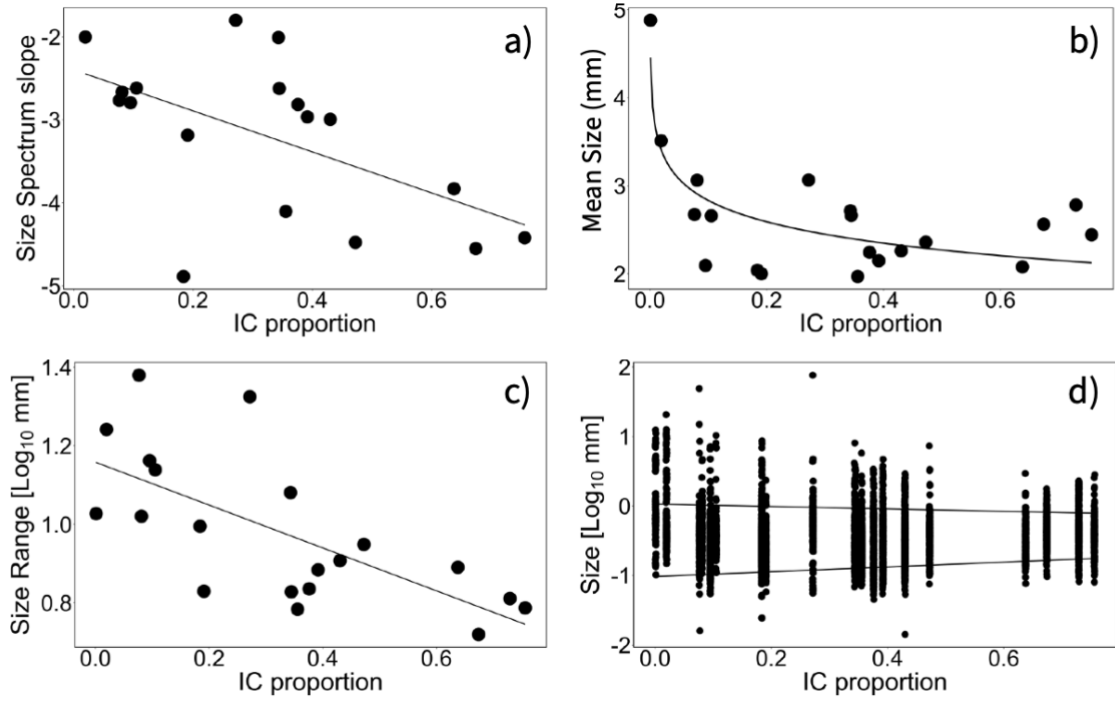 a)
Size Spectrum slope
-2
-3
-4
-5
0.0 0.2 0.4 0.6
IC proportion
b)
Mean Size (mm)
5
4
3
2
0.0 0.2 0.4 0.6
IC proportion
c)
Size Range [Log10 mm]
1.4
1.2
1.0
0.8
0.0 0.2 0.4 0.6
IC proportion
d)
Size [Log10 mm]
2
1
0
-1
-2
0.0 0.2 0.4 0.6
IC proportion